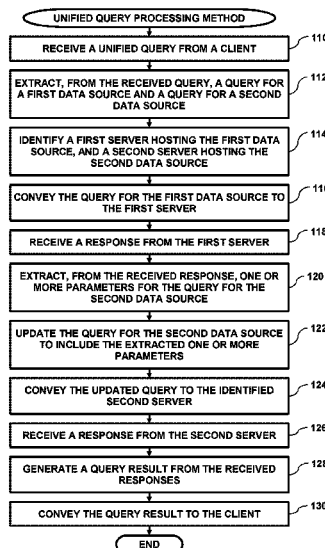 UNIFIED QUERY PROCESSING METHOD
RECEIVE A UNIFIED QUERY FROM A CLIENT
110
EXTRACT, FROM THE RECEIVED QUERY, A QUERY FOR
A FIRST DATA SOURCE AND A QUERY FOR A SECOND
DATA SOURCE
112
IDENTIFY A FIRST SERVER HOSTING THE FIRST DATA
SOURCE, AND A SECOND SERVER HOSTING THE
SECOND DATA SOURCE
114
CONVEY THE QUERY FOR THE FIRST DATA SOURCE TO
THE FIRST SERVER
116
RECEIVE A RESPONSE FROM THE FIRST SERVER
118
EXTRACT, FROM THE RECEIVED RESPONSE, ONE OR
MORE PARAMETERS FOR THE QUERY FOR THE
SECOND DATA SOURCE
120
UPDATE THE QUERY FOR THE SECOND DATA SOURCE
TO INCLUDE THE EXTRACTED ONE OR MORE
PARAMETERS
122
CONVEY THE UPDATED QUERY TO THE IDENTIFIED
SECOND SERVER
124
RECEIVE A RESPONSE FROM THE SECOND SERVER
126
GENERATE A QUERY RESULT FROM THE RECEIVED
RESPONSES
128
CONVEY THE QUERY RESULT TO THE CLIENT
130
END